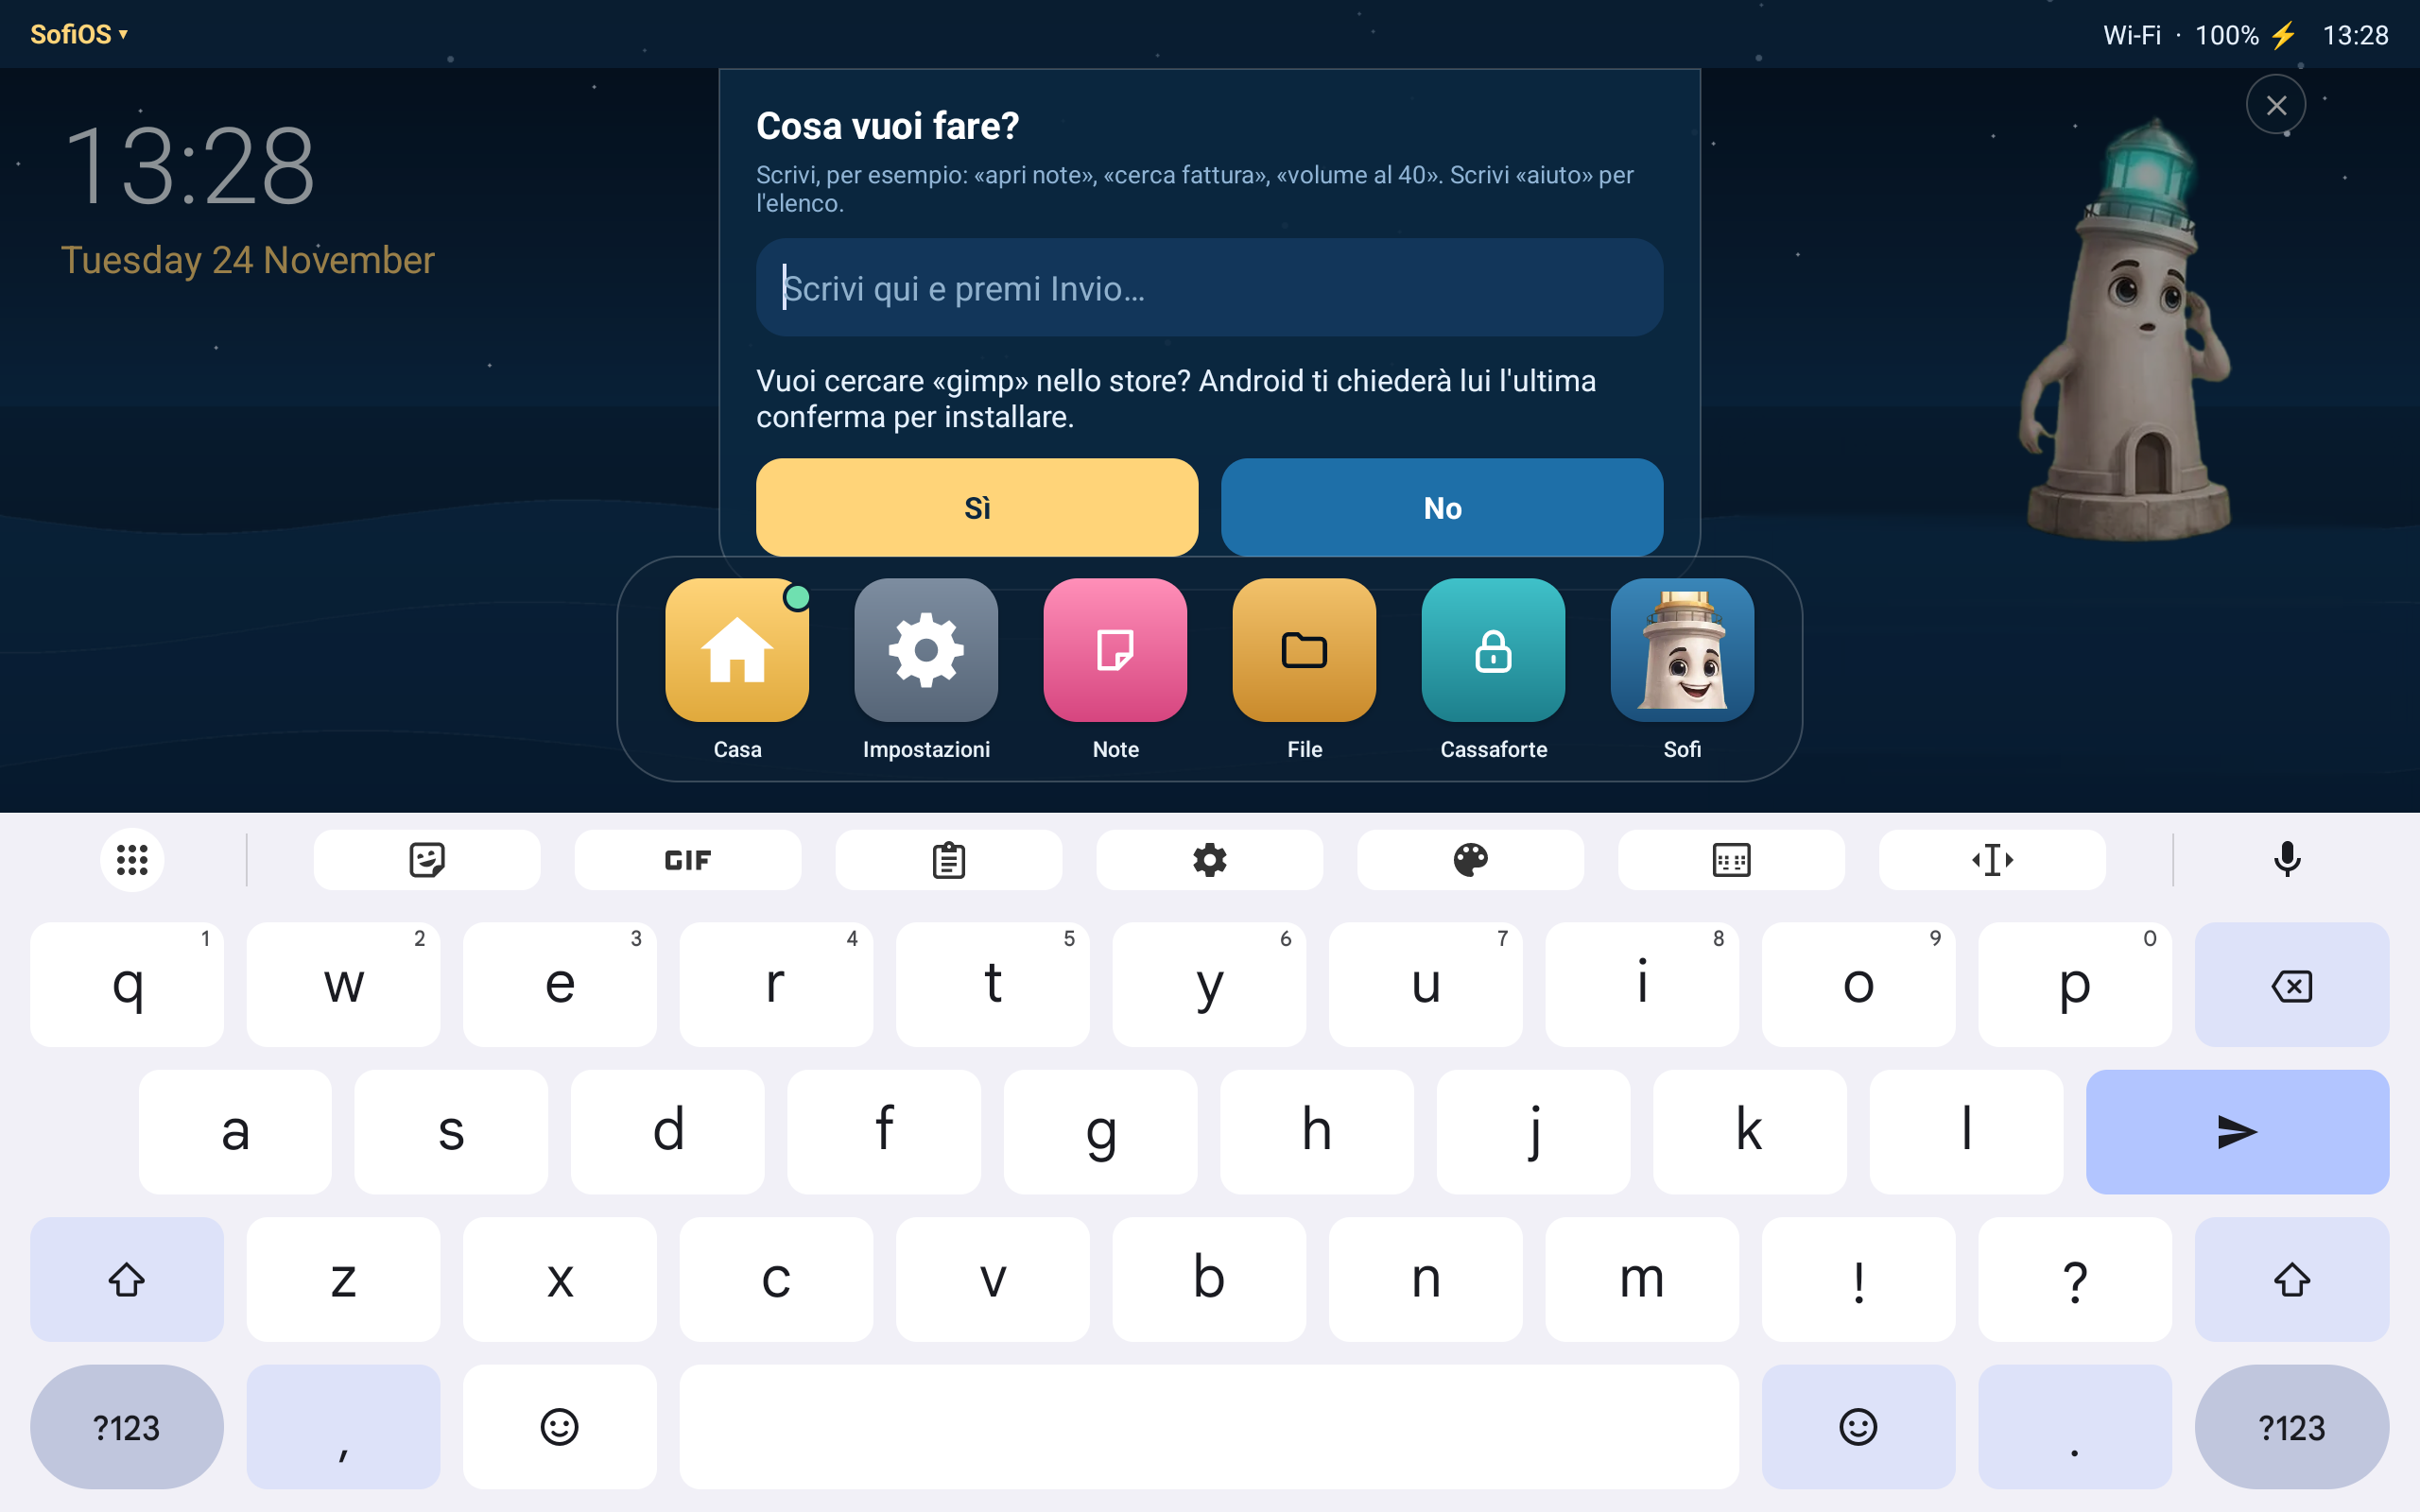 SofiOS ▾
Wi-Fi · 100% ⚡ 13:28
13:28
Tuesday 24 November
Cosa vuoi fare?
Scrivi, per esempio: «apri note», «cerca fattura», «volume al 40». Scrivi «aiuto» per
l'elenco.
Scrivi qui e premi Invio…
Vuoi cercare «gimp» nello store? Android ti chiederà lui l'ultima
conferma per installare.
Sì No
Casa Impostazioni Note File Cassaforte Sofi
GIF
1 2 3 4 5 6 7 8 9 0
q w e r t y u i o p
a s d f g h j k l
z x c v b n m ! ?
?123 , . ?123